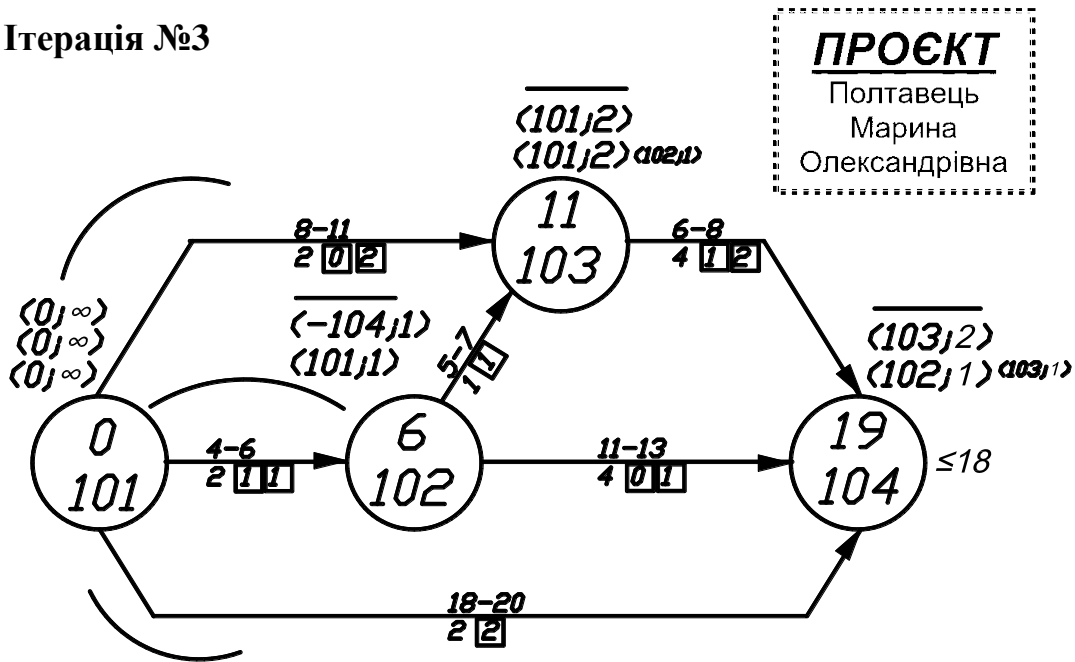 Ітерація №3
ПРОЄКТ
Полтавець
Марина
Олександрівна
(101;2)
(101;2) (102;1)
11
103
8-11
2 0 2
6-8
4 1 2
(0;∞)
(0;∞)
(0;∞)
(-104;1)
(101;1)
5-7
1 1
(103;2)
(102;1) (103;1)
0
101
4-6
2 1 1
6
102
11-13
4 0 1
19
104
≤18
18-20
2 2